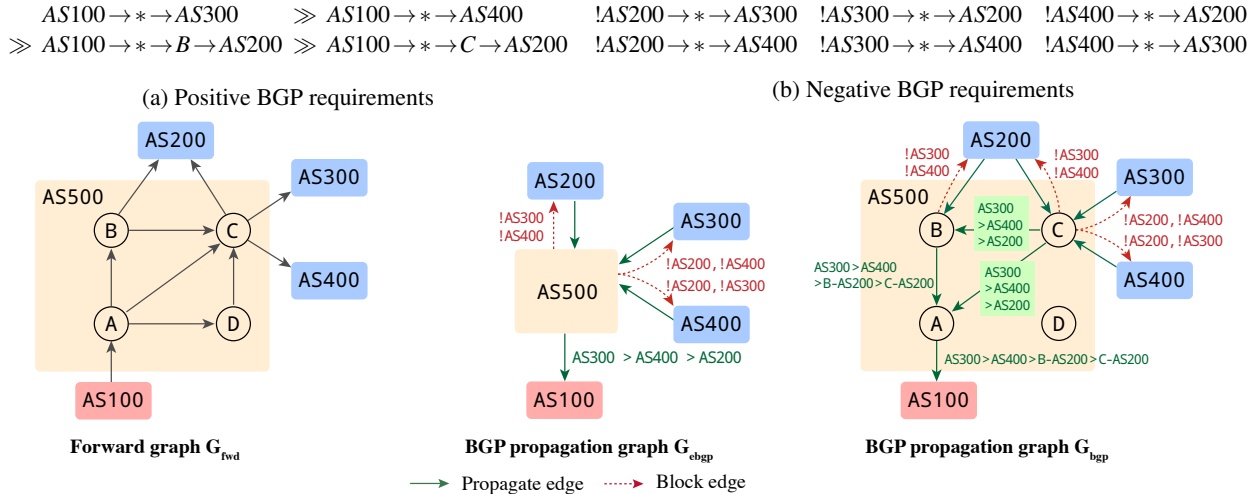 AS100→*→AS300 ≫ AS100→*→AS400 !AS200→*→AS300 !AS300→*→AS200 !AS400→*→AS200
≫ AS100→*→B→AS200 ≫ AS100→*→C→AS200 !AS200→*→AS400 !AS300→*→AS400 !AS400→*→AS300
(a) Positive BGP requirements
(b) Negative BGP requirements
AS200
AS300
AS500
B
C
AS400
A
D
AS100
Forward graph G_fwd
AS200
!AS300
!AS400
AS300
!AS200,!AS400
!AS200,!AS300
AS500
AS400
AS300 > AS400 > AS200
AS100
BGP propagation graph G_ebgp
AS200
!AS300
!AS400
!AS300
!AS400
AS300
AS500
AS300
>AS400
>AS200
B
C
!AS200,!AS400
!AS200,!AS300
AS300>AS400
>B-AS200>C-AS200
AS300
>AS400
>AS200
AS400
A
D
AS300>AS400>B-AS200>C-AS200
AS100
BGP propagation graph G_bgp
Propagate edge
Block edge